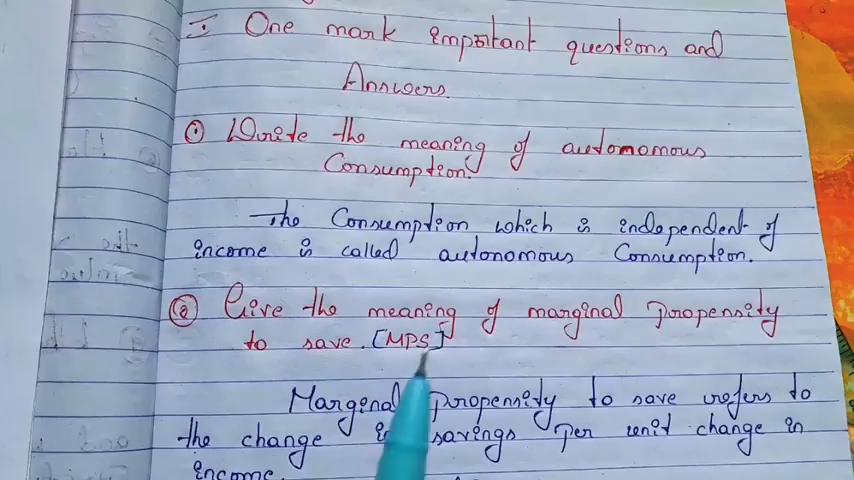 I. One mark important questions and
Answers.
① Write the meaning of autonomous
Consumption.
The Consumption which is independent of
income is called autonomous Consumption.
② Give the meaning of marginal Propensity
to save. [MPS]
Marginal propensity to save refers to
the change in savings Per unit change in
income.